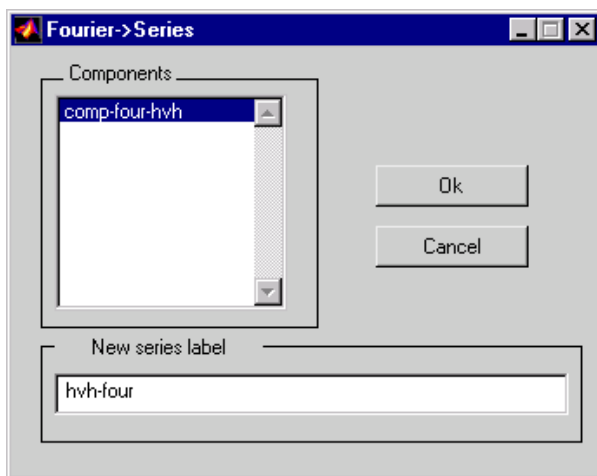 Fourier->Series
Components
comp-four-hvh
Ok
Cancel
New series label
hvh-four